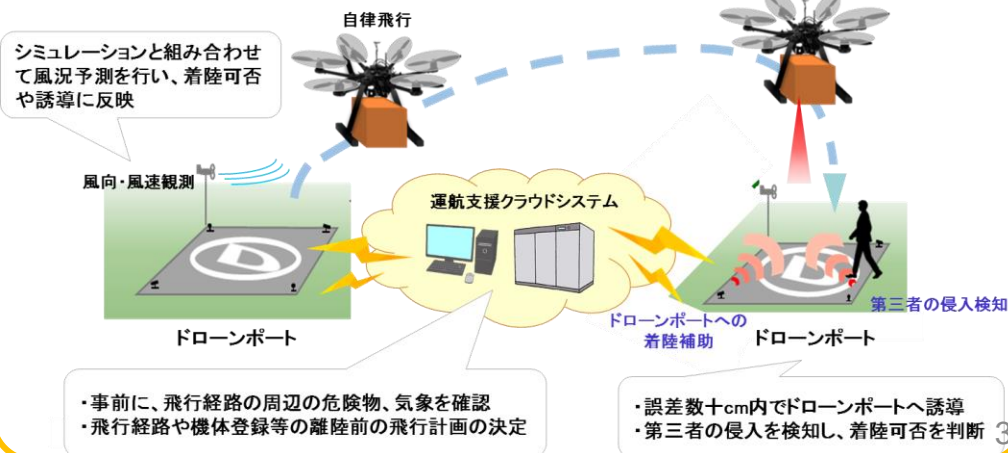 自律飛行
シミュレーションと組み合わせ
て風況予測を行い、着陸可否
や誘導に反映
風向・風速観測
運航支援クラウドシステム
第三者の侵入検知
ドローンポートへの
着陸補助
ドローンポート
ドローンポート
・事前に、飛行経路の周辺の危険物、気象を確認
・飛行経路や機体登録等の離陸前の飛行計画の決定
・誤差数十cm内でドローンポートへ誘導
・第三者の侵入を検知し、着陸可否を判断
3